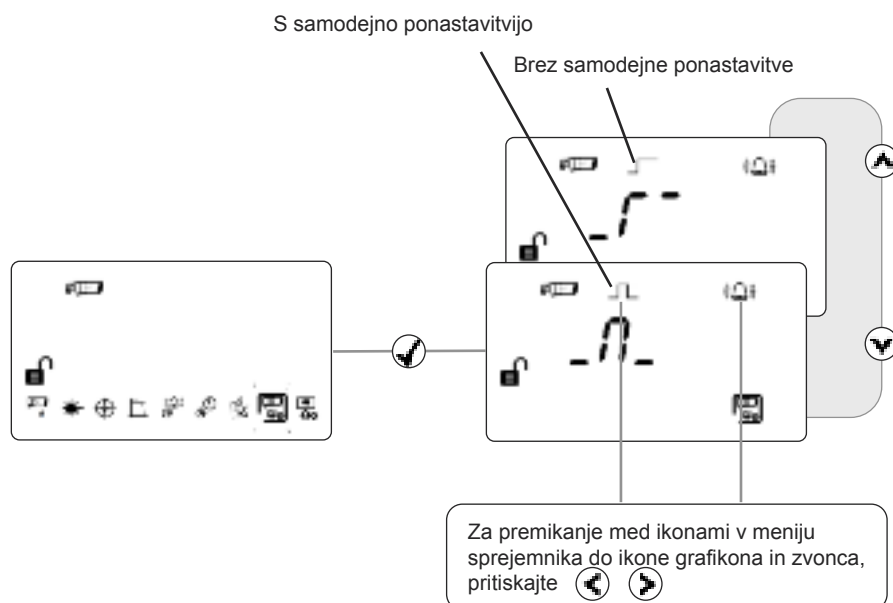 S samodejno ponastavitvijo
Brez samodejne ponastavitve
Za premikanje med ikonami v meniju
sprejemnika do ikone grafikona in zvonca,
pritiskajte